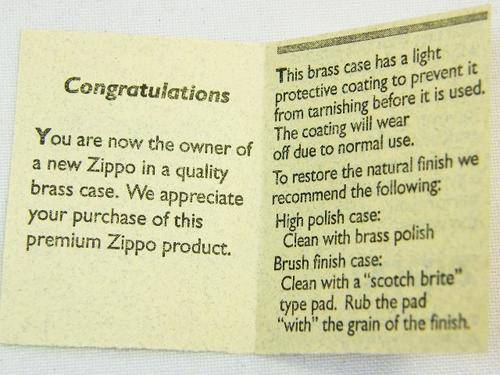 Congratulations
You are now the owner of
a new Zippo in a quality
brass case. We appreciate
your purchase of this
premium Zippo product.
This brass case has a light
protective coating to prevent it
from tarnishing before it is used.
The coating will wear
off due to normal use.
To restore the natural finish we
recommend the following:
High polish case:
Clean with brass polish
Brush finish case:
Clean with a "scotch brite"
type pad. Rub the pad
"with" the grain of the finish.